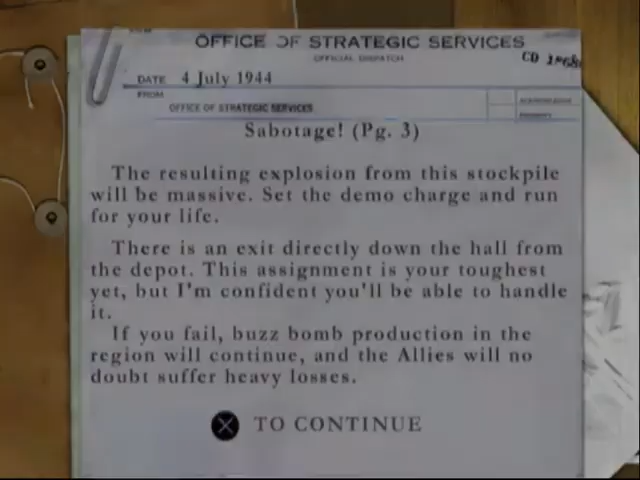 OFFICE OF STRATEGIC SERVICES
OFFICIAL DISPATCH
CD
DATE 4 July 1944
FROM
OFFICE OF STRATEGIC SERVICES
Sabotage! (Pg. 3)
The resulting explosion from this stockpile
will be massive. Set the demo charge and run
for your life.
There is an exit directly down the hall from
the depot. This assignment is your toughest
yet, but I'm confident you'll be able to handle
it.
If you fail, buzz bomb production in the
region will continue, and the Allies will no
doubt suffer heavy losses.
TO CONTINUE